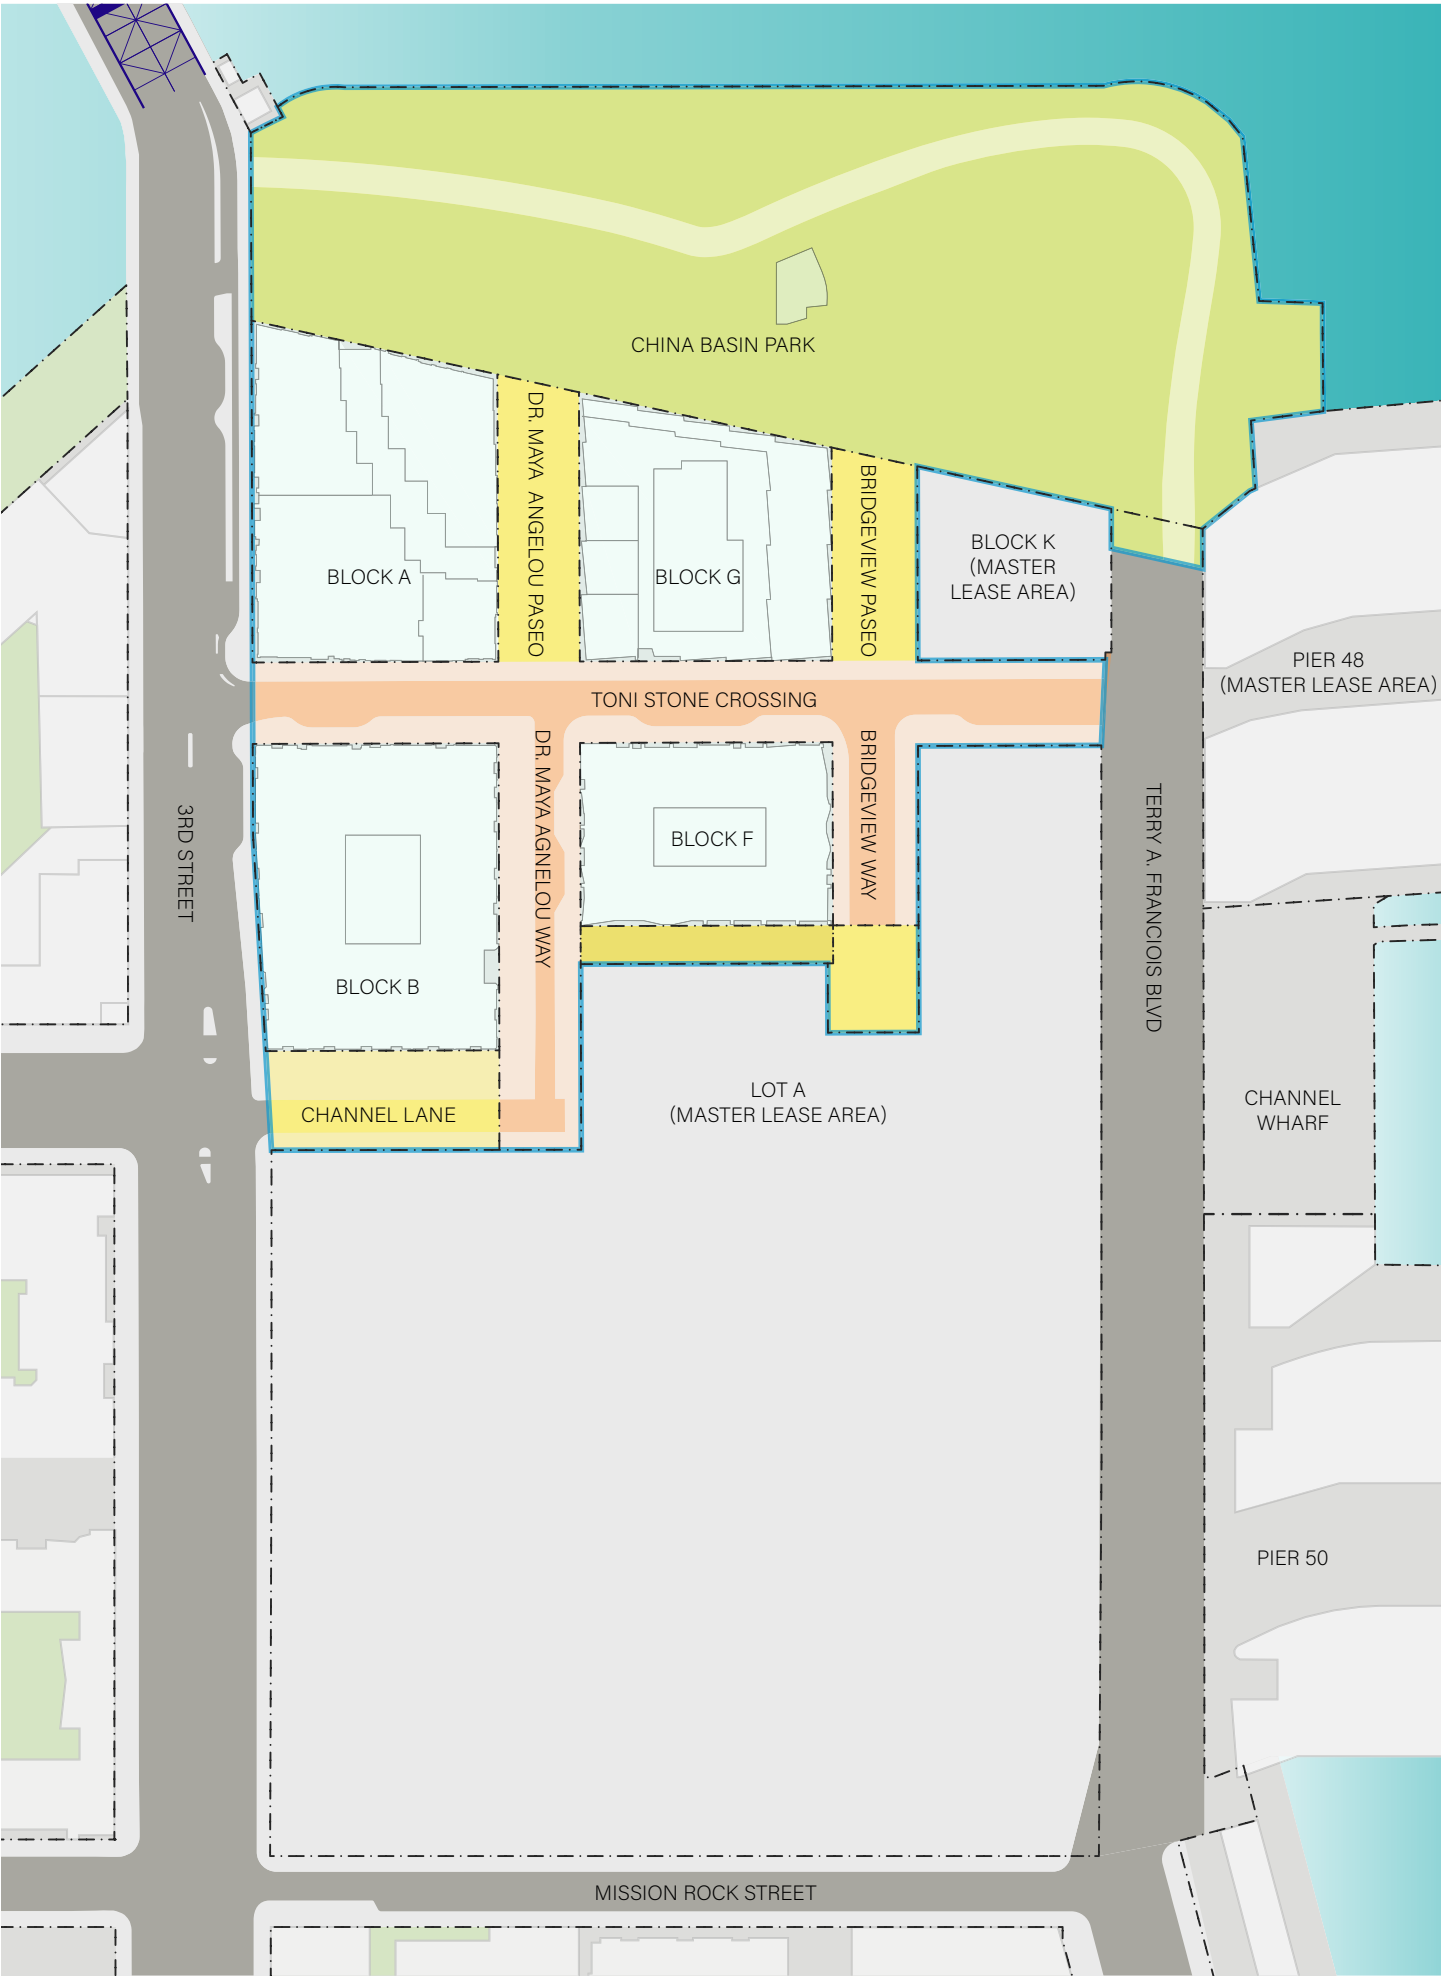 CHINA BASIN PARK
DR. MAYA ANGELOU PASEO
BRIDGEVIEW PASEO
BLOCK A
BLOCK G
BLOCK K
(MASTER
LEASE AREA)
PIER 48
(MASTER LEASE AREA)
TONI STONE CROSSING
3RD STREET
DR. MAYA AGNELOU WAY
BRIDGEVIEW WAY
BLOCK F
BLOCK B
TERRY A. FRANCIOIS BLVD
CHANNEL LANE
LOT A
(MASTER LEASE AREA)
CHANNEL
WHARF
PIER 50
MISSION ROCK STREET